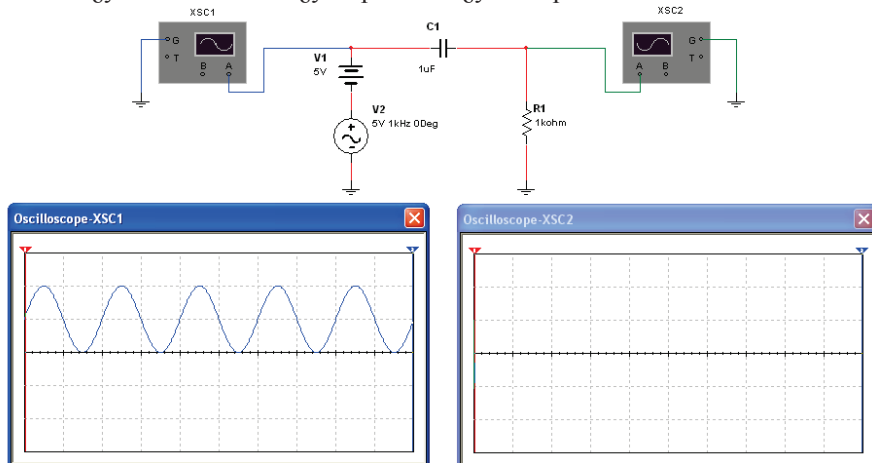 XSC1
XSC2
G
T
B
A
V1
5V
C1
1uF
V2
5V 1kHz 0Deg
R1
1kohm
A
B
G
T
Oscilloscope-XSC1
Oscilloscope-XSC2